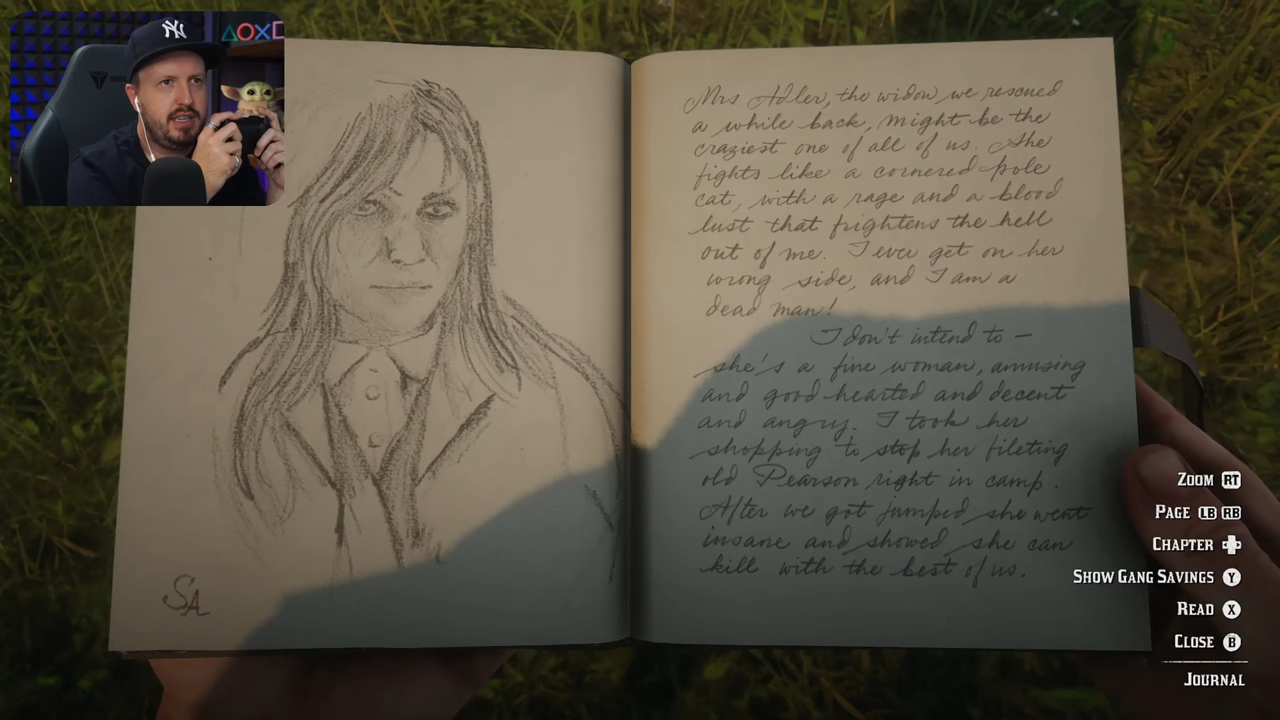 NY
Mrs Adler, the widow we rescued
a while back, might be the
craziest one of all of us. She
fights like a cornered pole
cat, with a rage and a blood
lust that frightens the hell
out of me. I ever get on her
wrong side, and I am a
dead man!
I don't intend to —
she's a fine woman, amusing
and good hearted and decent
and angry. I took her
shopping to stop her fileting
old Pearson right in camp.
After we got jumped she went
insane and showed she can
kill with the best of us.
SA
ZOOM RT
PAGE LB RB
CHAPTER
SHOW GANG SAVINGS Y
READ X
CLOSE B
JOURNAL